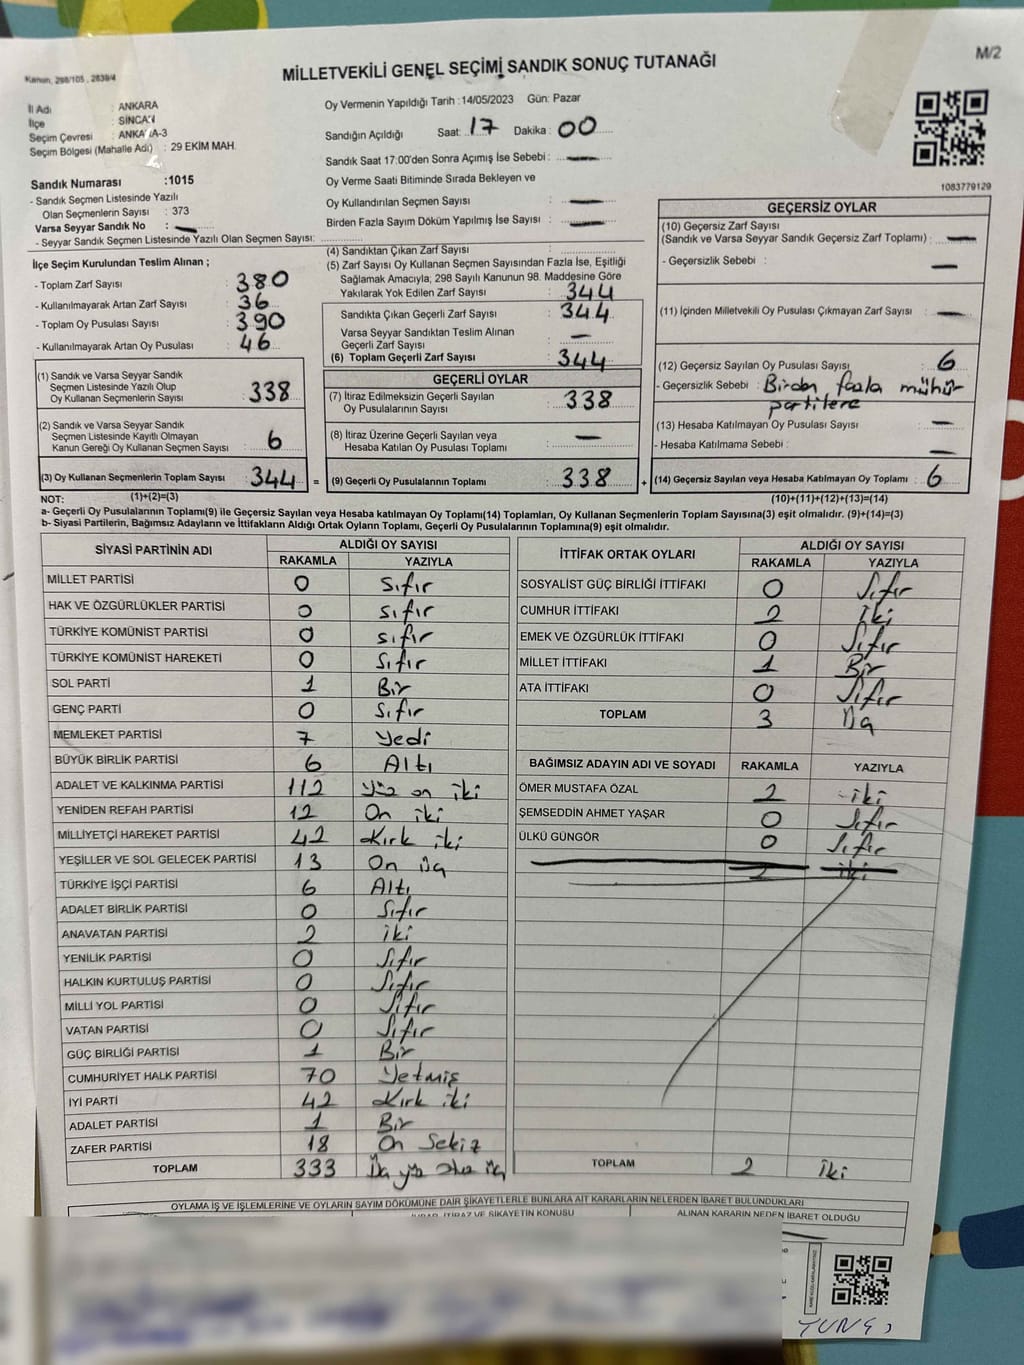 Kanun, 298/105 , 2839/4
M/2
MİLLETVEKİLİ GENEL SEÇİMİ SANDIK SONUÇ TUTANAĞI
İl Adı : ANKARA
İlçe : SİNCAN
Seçim Çevresi : ANKARA-3
Seçim Bölgesi (Mahalle Adı) : 29 EKİM MAH.
Oy Vermenin Yapıldığı Tarih :14/05/2023 Gün: Pazar
Sandığın Açıldığı Saat: 17 Dakika : 00
Sandık Saat 17:00'den Sonra Açımış İse Sebebi : —
Oy Verme Saati Bitiminde Sırada Bekleyen ve
Oy Kullandırılan Seçmen Sayısı : —
Birden Fazla Sayım Döküm Yapılmış İse Sayısı : —
1083779129
Sandık Numarası :1015
- Sandık Seçmen Listesinde Yazılı
Olan Seçmenlerin Sayısı : 373
Varsa Seyyar Sandık No : —
- Seyyar Sandık Seçmen Listesinde Yazılı Olan Seçmen Sayısı:
İlçe Seçim Kurulundan Teslim Alınan ;
- Toplam Zarf Sayısı : 380
- Kullanılmayarak Artan Zarf Sayısı : 36
- Toplam Oy Pusulası Sayısı : 390
- Kullanılmayarak Artan Oy Pusulası : 46
(1) Sandık ve Varsa Seyyar Sandık
Seçmen Listesinde Yazılı Olup
Oy Kullanan Seçmenlerin Sayısı : 338
(2) Sandık ve Varsa Seyyar Sandık
Seçmen Listesinde Kayıtlı Olmayan
Kanun Gereği Oy Kullanan Seçmen Sayısı : 6
(3) Oy Kullanan Seçmenlerin Toplam Sayısı : 344 =
(1)+(2)=(3)
(4) Sandıktan Çıkan Zarf Sayısı :
(5) Zarf Sayısı Oy Kullanan Seçmen Sayısından Fazla İse, Eşitliği
Sağlamak Amacıyla; 298 Sayılı Kanunun 98. Maddesine Göre
Yakılarak Yok Edilen Zarf Sayısı : 344
Sandıkta Çıkan Geçerli Zarf Sayısı : 344
Varsa Seyyar Sandıktan Teslim Alınan
Geçerli Zarf Sayısı : —
(6) Toplam Geçerli Zarf Sayısı : 344
GEÇERLİ OYLAR
(7) İtiraz Edilmeksizin Geçerli Sayılan
Oy Pusulalarının Sayısı : 338
(8) İtiraz Üzerine Geçerli Sayılan veya
Hesaba Katılan Oy Pusulası Toplamı : —
(9) Geçerli Oy Pusulalarının Toplamı : 338 +
GEÇERSİZ OYLAR
(10) Geçersiz Zarf Sayısı
(Sandık ve Varsa Seyyar Sandık Geçersiz Zarf Toplamı) : —
- Geçersizlik Sebebi : —
(11) İçinden Milletvekili Oy Pusulası Çıkmayan Zarf Sayısı : —
(12) Geçersiz Sayılan Oy Pusulası Sayısı : 6
- Geçersizlik Sebebi : Birden fazla mühür
partilere
(13) Hesaba Katılmayan Oy Pusulası Sayısı : —
- Hesaba Katılmama Sebebi : —
(14) Geçersiz Sayılan veya Hesaba Katılmayan Oy Toplamı : 6
(10)+(11)+(12)+(13)=(14)
NOT:
a- Geçerli Oy Pusulalarının Toplamı(9) ile Geçersiz Sayılan veya Hesaba katılmayan Oy Toplamı(14) Toplamları, Oy Kullanan Seçmenlerin Toplam Sayısına(3) eşit olmalıdır. (9)+(14)=(3)
b- Siyasi Partilerin, Bağımsız Adayların ve İttifakların Aldığı Ortak Oyların Toplamı, Geçerli Oy Pusulalarının Toplamına(9) eşit olmalıdır.
SİYASİ PARTİNİN ADI ALDIĞI OY SAYISI
RAKAMLA YAZIYLA
MİLLET PARTİSİ 0 Sıfır
HAK VE ÖZGÜRLÜKLER PARTİSİ 0 Sıfır
TÜRKİYE KOMÜNİST PARTİSİ 0 Sıfır
TÜRKİYE KOMÜNİST HAREKETİ 0 Sıfır
SOL PARTİ 1 Bir
GENÇ PARTİ 0 Sıfır
MEMLEKET PARTİSİ 7 Yedi
BÜYÜK BİRLİK PARTİSİ 6 Altı
ADALET VE KALKINMA PARTİSİ 112 Yüz on iki
YENİDEN REFAH PARTİSİ 12 On iki
MİLLİYETÇİ HAREKET PARTİSİ 42 Kırk iki
YEŞİLLER VE SOL GELECEK PARTİSİ 13 On üç
TÜRKİYE İŞÇİ PARTİSİ 6 Altı
ADALET BİRLİK PARTİSİ 0 Sıfır
ANAVATAN PARTİSİ 2 iki
YENİLİK PARTİSİ 0 Sıfır
HALKIN KURTULUŞ PARTİSİ 0 Sıfır
MİLLİ YOL PARTİSİ 0 Sıfır
VATAN PARTİSİ 0 Sıfır
GÜÇ BİRLİĞİ PARTİSİ 1 Bir
CUMHURİYET HALK PARTİSİ 70 Yetmiş
İYİ PARTİ 42 Kırk iki
ADALET PARTİSİ 1 Bir
ZAFER PARTİSİ 18 On Sekiz
TOPLAM 333 Üç yüz otuz üç
İTTİFAK ORTAK OYLARI ALDIĞI OY SAYISI
RAKAMLA YAZIYLA
SOSYALİST GÜÇ BİRLİĞİ İTTİFAKI 0 Sıfır
CUMHUR İTTİFAKI 2 İki
EMEK VE ÖZGÜRLÜK İTTİFAKI 0 Sıfır
MİLLET İTTİFAKI 1 Bir
ATA İTTİFAKI 0 Sıfır
TOPLAM 3 Üç
BAĞIMSIZ ADAYIN ADI VE SOYADI RAKAMLA YAZIYLA
ÖMER MUSTAFA ÖZAL 2 iki
ŞEMSEDDİN AHMET YAŞAR 0 Sıfır
ÜLKÜ GÜNGÖR 0 Sıfır
2 iki
TOPLAM 2 iki
OYLAMA İŞ VE İŞLEMLERİNE VE OYLARIN SAYIM DÖKÜMÜNE DAİR ŞİKAYETLERLE BUNLARA AİT KARARLARIN NELERDEN İBARET BULUNDUKLARI
İTİRAZ VE ŞİKAYETİN KONUSU
ALINAN KARARIN NEDEN İBARET OLDUĞU